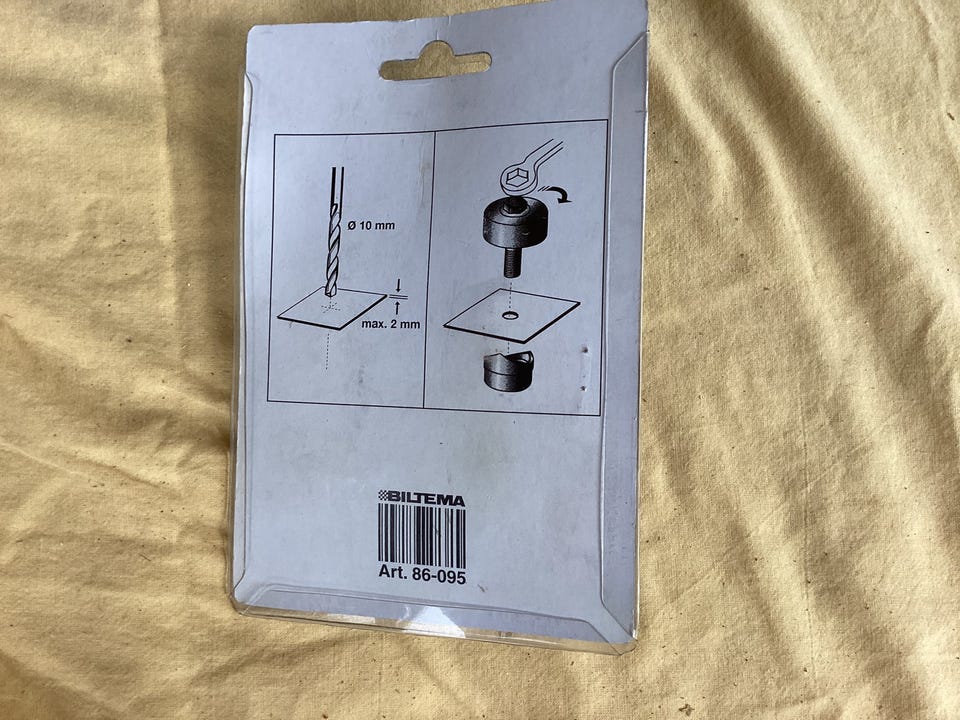 Ø 10 mm
max. 2 mm
BILTEMA
Art. 86-095